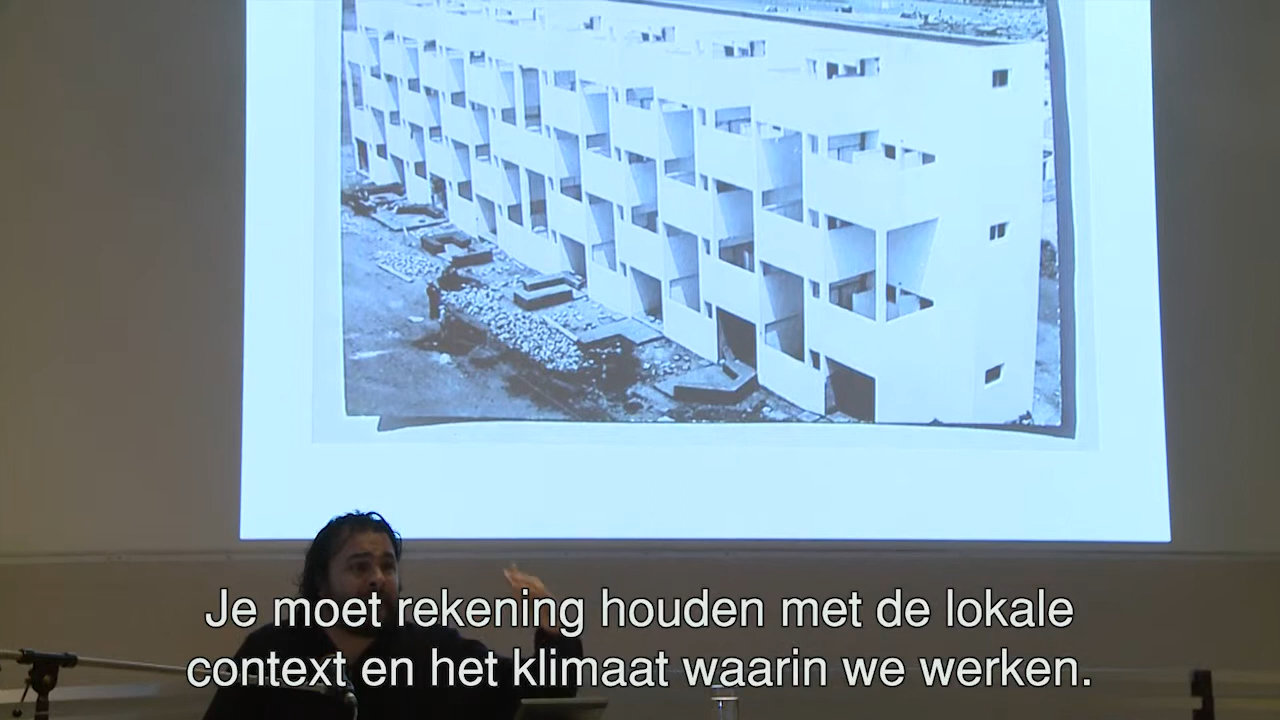 Je moet rekening houden met de lokale
context en het klimaat waarin we werken.